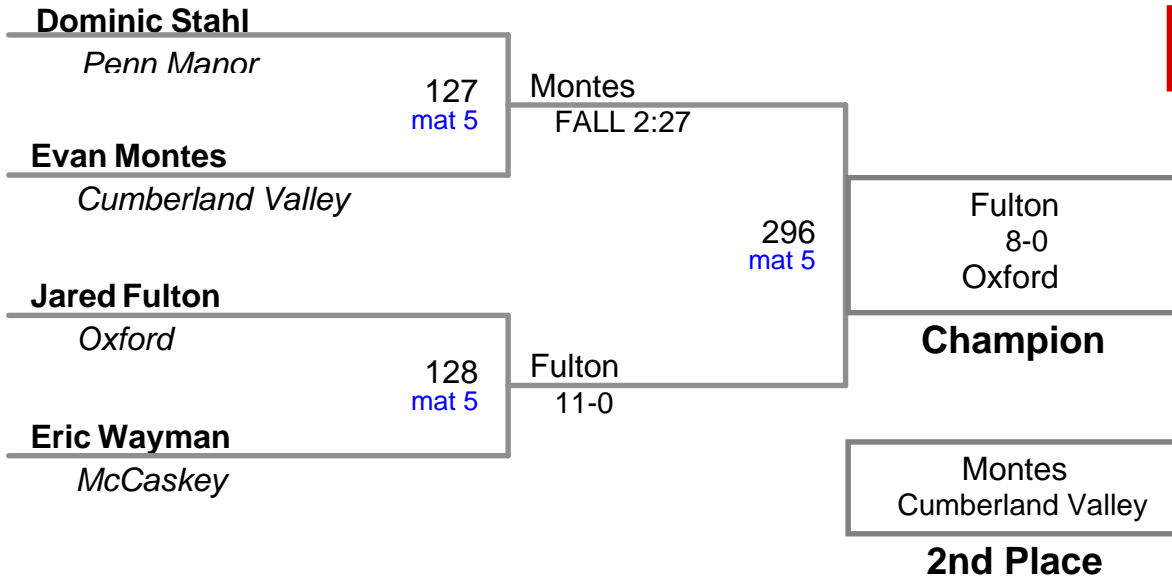 Dominic Stahl
Penn Manor
127
mat 5
Montes
FALL 2:27
Evan Montes
Cumberland Valley
296
mat 5
Fulton
8-0
Oxford
Champion
Jared Fulton
Oxford
128
mat 5
Fulton
11-0
Eric Wayman
McCaskey
Montes
Cumberland Valley
2nd Place